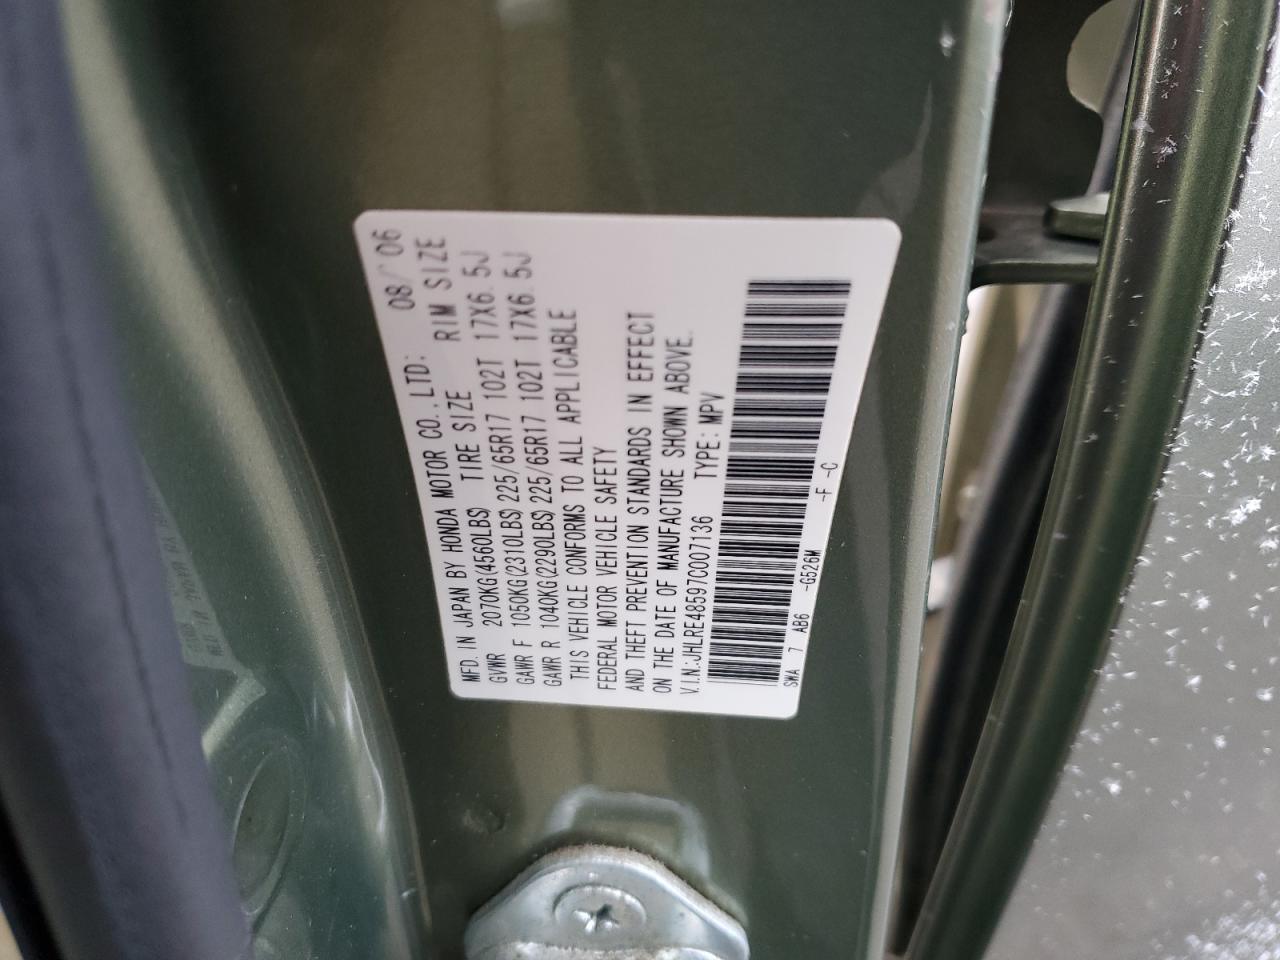 MFD. IN JAPAN BY HONDA MOTOR CO., LTD: 08/06
GVWR 2070KG(4560LBS) TIRE SIZE RIM SIZE
GAWR F 1050KG(2310LBS)225/65R17 102T 17X6.5J
GAWR R 1040KG(2290LBS)225/65R17 102T 17X6.5J
THIS VEHICLE CONFORMS TO ALL APPLICABLE
FEDERAL MOTOR VEHICLE SAFETY
AND THEFT PREVENTION STANDARDS IN EFFECT
ON THE DATE OF MANUFACTURE SHOWN ABOVE.
V.I.N.:JHLRE48597C007136 TYPE: MPV
SWA 7 AB6 -G526M -F -C